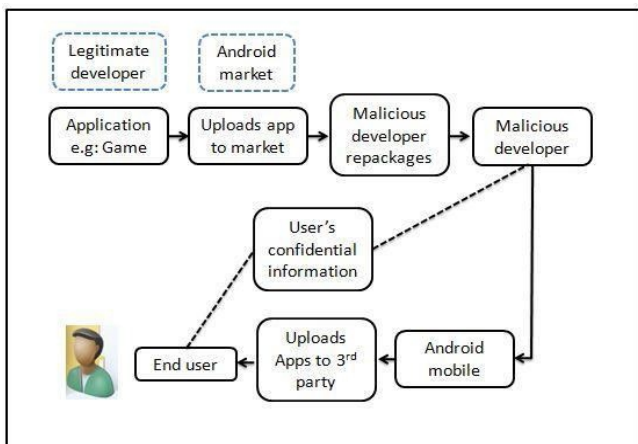 Legitimate
developer
Android
market
Application
e.g: Game
Uploads app
to market
Malicious
developer
repackages
Malicious
developer
User's
confidential
information
End user
Uploads
Apps to 3rd
party
Android
mobile